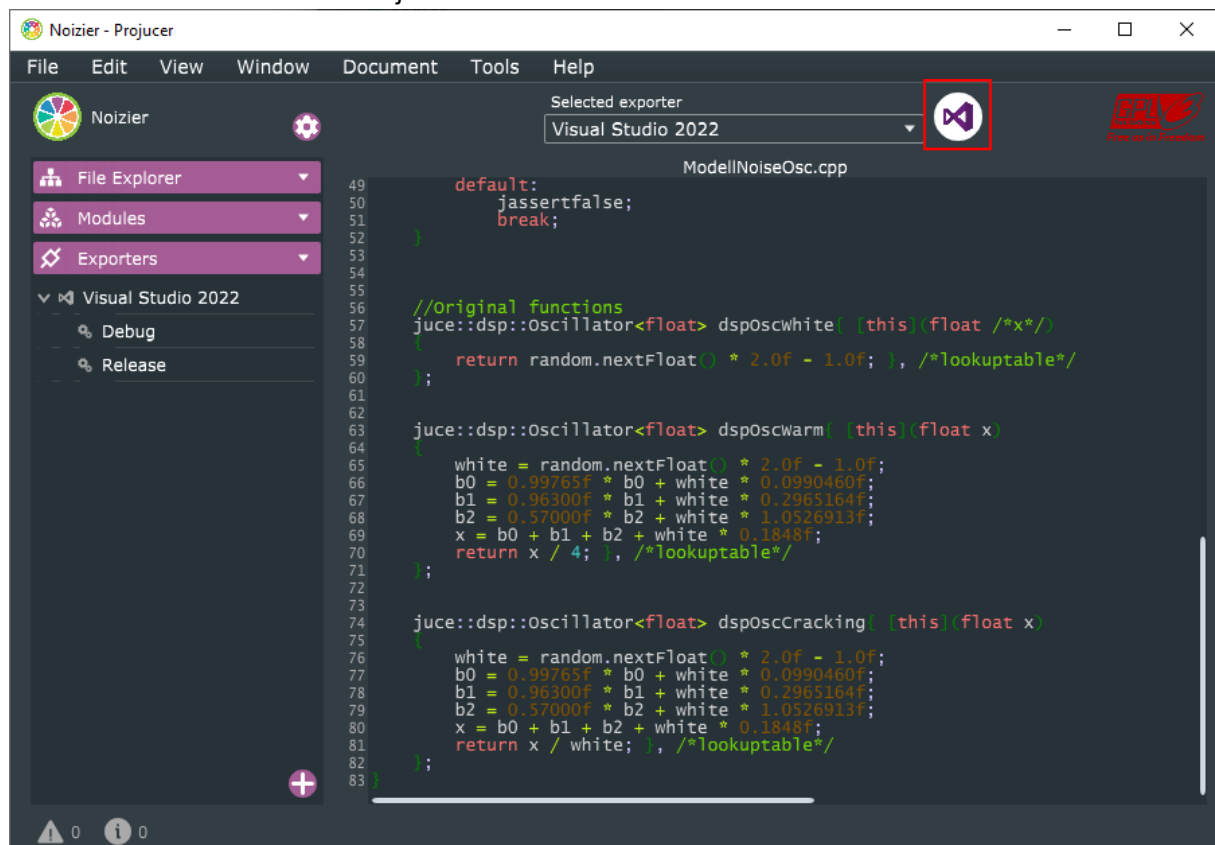 Noizier - Projucer
File Edit View Window Document Tools Help
Noizier
Selected exporter
Visual Studio 2022
ModellNoiseOsc.cpp
File Explorer
Modules
Exporters
Visual Studio 2022
Debug
Release
49 default:
50 jassertfalse;
51 break;
52 }
53
54
55
56 //Original functions
57 juce::dsp::Oscillator<float> dspOscWhite{ [this](float /*x*/)
58 {
59 return random.nextFloat() * 2.0f - 1.0f; }, /*lookuptable*/
60 };
61
62
63 juce::dsp::Oscillator<float> dspOscWarm{ [this](float x)
64 {
65 white = random.nextFloat() * 2.0f - 1.0f;
66 b0 = 0.99765f * b0 + white * 0.0990460f;
67 b1 = 0.96300f * b1 + white * 0.2965164f;
68 b2 = 0.57000f * b2 + white * 1.0526913f;
69 x = b0 + b1 + b2 + white * 0.1848f;
70 return x / 4; }, /*lookuptable*/
71 };
72
73
74 juce::dsp::Oscillator<float> dspOscCracking{ [this](float x)
75 {
76 white = random.nextFloat() * 2.0f - 1.0f;
77 b0 = 0.99765f * b0 + white * 0.0990460f;
78 b1 = 0.96300f * b1 + white * 0.2965164f;
79 b2 = 0.57000f * b2 + white * 1.0526913f;
80 x = b0 + b1 + b2 + white * 0.1848f;
81 return x / white; }, /*lookuptable*/
82 };
83 }
0 0